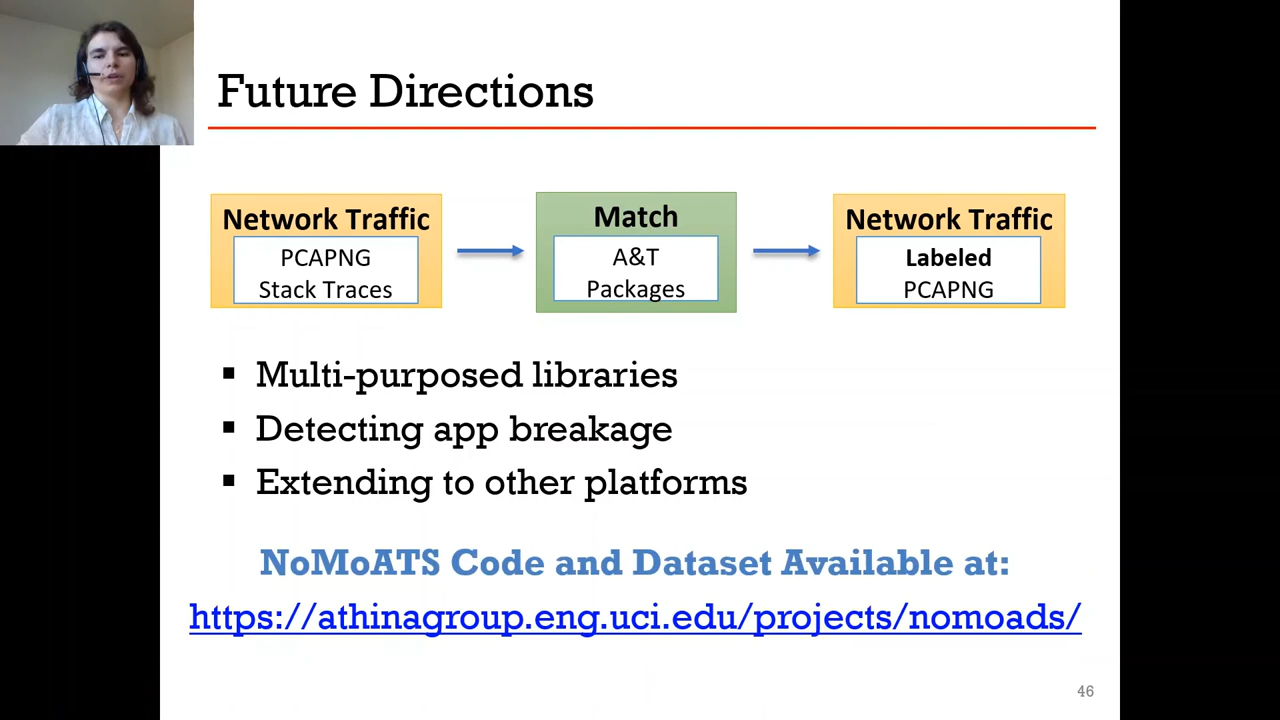 Future Directions
Network Traffic
PCAPNG
Stack Traces
Match
A&T
Packages
Network Traffic
Labeled
PCAPNG
▪ Multi-purposed libraries
▪ Detecting app breakage
▪ Extending to other platforms
NoMoATS Code and Dataset Available at:
https://athinagroup.eng.uci.edu/projects/nomoads/
46